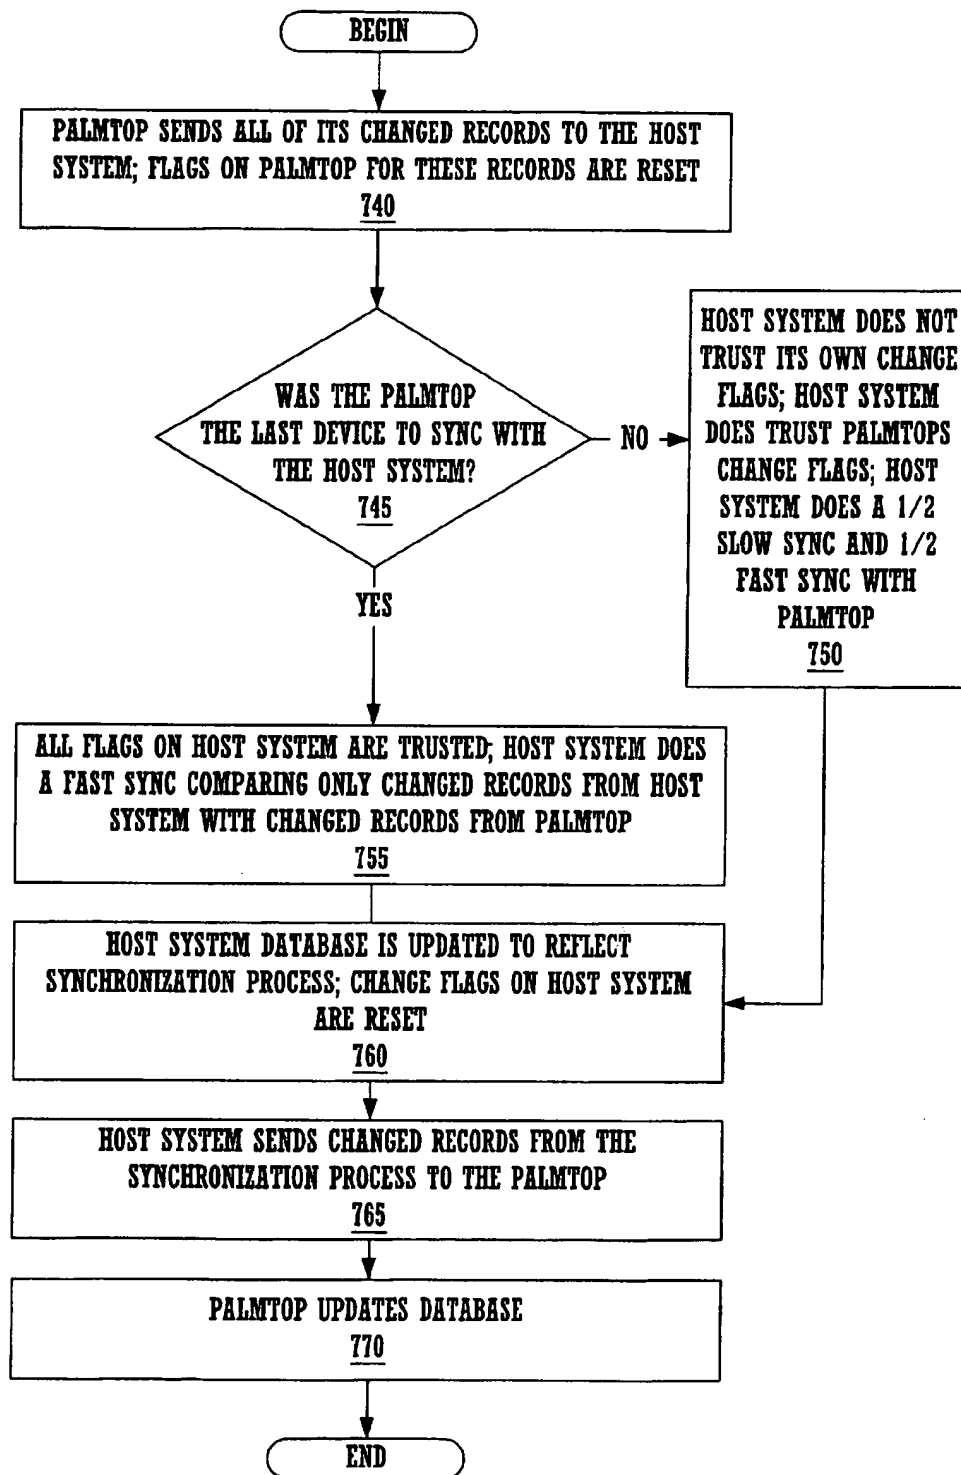 BEGIN
PALMTOP SENDS ALL OF ITS CHANGED RECORDS TO THE HOST
SYSTEM; FLAGS ON PALMTOP FOR THESE RECORDS ARE RESET
740
WAS THE PALMTOP
THE LAST DEVICE TO SYNC WITH
THE HOST SYSTEM?
745
NO
HOST SYSTEM DOES NOT
TRUST ITS OWN CHANGE
FLAGS; HOST SYSTEM
DOES TRUST PALMTOPS
CHANGE FLAGS; HOST
SYSTEM DOES A 1/2
SLOW SYNC AND 1/2
FAST SYNC WITH
PALMTOP
750
YES
ALL FLAGS ON HOST SYSTEM ARE TRUSTED; HOST SYSTEM DOES
A FAST SYNC COMPARING ONLY CHANGED RECORDS FROM HOST
SYSTEM WITH CHANGED RECORDS FROM PALMTOP
755
HOST SYSTEM DATABASE IS UPDATED TO REFLECT
SYNCHRONIZATION PROCESS; CHANGE FLAGS ON HOST SYSTEM
ARE RESET
760
HOST SYSTEM SENDS CHANGED RECORDS FROM THE
SYNCHRONIZATION PROCESS TO THE PALMTOP
765
PALMTOP UPDATES DATABASE
770
END